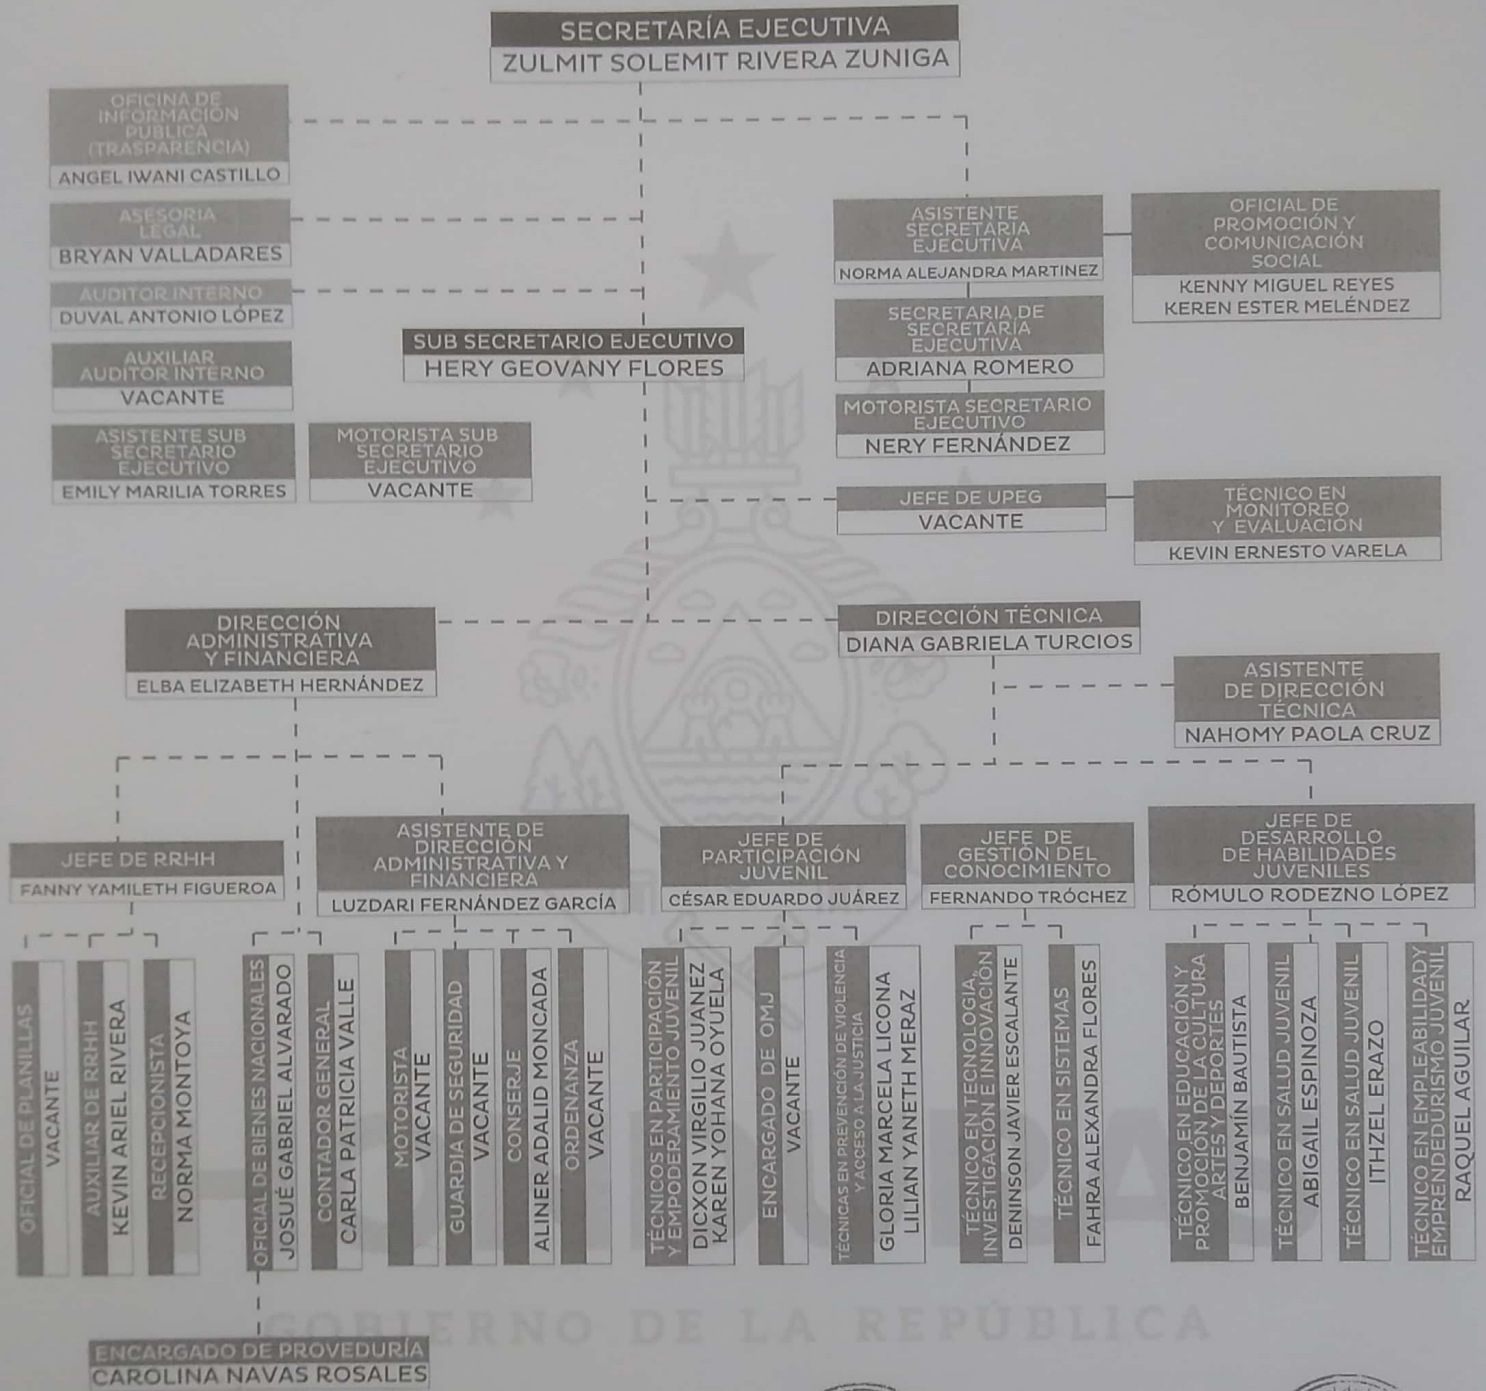 SECRETARÍA EJECUTIVA
ZULMIT SOLEMIT RIVERA ZUNIGA
OFICINA DE
INFORMACIÓN
PUBLICA
(TRASPARENCIA)
ANGEL IWANI CASTILLO
ASESORIA
LEGAL
BRYAN VALLADARES
AUDITOR INTERNO
DUVAL ANTONIO LÓPEZ
AUXILIAR
AUDITOR INTERNO
VACANTE
ASISTENTE SUB
SECRETARIO
EJECUTIVO
EMILY MARILIA TORRES
MOTORISTA SUB
SECRETARIO
EJECUTIVO
VACANTE
SUB SECRETARIO EJECUTIVO
HERY GEOVANY FLORES
ASISTENTE
SECRETARIA
EJECUTIVA
NORMA ALEJANDRA MARTINEZ
OFICIAL DE
PROMOCIÓN Y
COMUNICACIÓN
SOCIAL
KENNY MIGUEL REYES
KEREN ESTER MELÉNDEZ
SECRETARIA DE
SECRETARÍA
EJECUTIVA
ADRIANA ROMERO
MOTORISTA SECRETARIO
EJECUTIVO
NERY FERNÁNDEZ
JEFE DE UPEG
VACANTE
TÉCNICO EN
MONITOREO
Y EVALUACIÓN
KEVIN ERNESTO VARELA
DIRECCIÓN
ADMINISTRATIVA
Y FINANCIERA
ELBA ELIZABETH HERNÁNDEZ
DIRECCIÓN TÉCNICA
DIANA GABRIELA TURCIOS
ASISTENTE
DE DIRECCIÓN
TÉCNICA
NAHOMY PAOLA CRUZ
JEFE DE RRHH
FANNY YAMILETH FIGUEROA
ASISTENTE DE
DIRECCIÓN
ADMINISTRATIVA Y
FINANCIERA
LUZDARI FERNÁNDEZ GARCÍA
JEFE DE
PARTICIPACIÓN
JUVENIL
CÉSAR EDUARDO JUÁREZ
JEFE DE
GESTIÓN DEL
CONOCIMIENTO
FERNANDO TRÓCHEZ
JEFE DE
DESARROLLO
DE HABILIDADES
JUVENILES
RÓMULO RODEZNO LÓPEZ
OFICIAL DE PLANILLAS
VACANTE
AUXILIAR DE RRHH
KEVIN ARIEL RIVERA
RECEPCIONISTA
NORMA MONTOYA
OFICIAL DE BIENES NACIONALES
JOSUÉ GABRIEL ALVARADO
CONTADOR GENERAL
CARLA PATRICIA VALLE
MOTORISTA
VACANTE
GUARDIA DE SEGURIDAD
VACANTE
CONSERJE
ALINER ADALID MONCADA
ORDENANZA
VACANTE
TÉCNICOS EN PARTICIPACIÓN
Y EMPODERAMIENTO JUVENIL
DICXON VIRGILIO JUANEZ
KAREN YOHANA OYUELA
ENCARGADO DE OMJ
VACANTE
TÉCNICAS EN PREVENCIÓN DE VIOLENCIA
Y ACCESO A LA JUSTICIA
GLORIA MARCELA LICONA
LILIAN YANETH MERAZ
TÉCNICO EN TECNOLOGÍA,
INVESTIGACIÓN E INNOVACIÓN
DENINSON JAVIER ESCALANTE
TÉCNICO EN SISTEMAS
FAHRA ALEXANDRA FLORES
TÉCNICO EN EDUCACIÓN Y
PROMOCIÓN DE LA CULTURA
ARTES Y DEPORTES
BENJAMÍN BAUTISTA
TÉCNICO EN SALUD JUVENIL
ABIGAIL ESPINOZA
TÉCNICO EN SALUD JUVENIL
ITHZEL ERAZO
TÉCNICO EN EMPLEABILIDAD Y
EMPRENDEDURISMO JUVENIL
RAQUEL AGUILAR
GOBIERNO DE LA REPÚBLICA
ENCARGADO DE PROVEDURÍA
CAROLINA NAVAS ROSALES